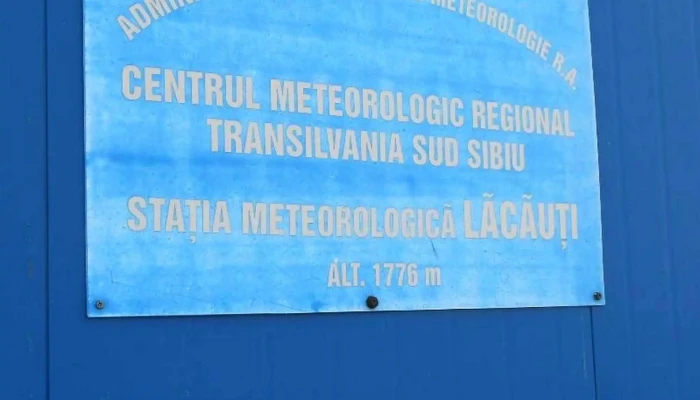 METEOROLOGIE R.A.
CENTRUL METEOROLOGIC REGIONAL
TRANSILVANIA SUD SIBIU
STAȚIA METEOROLOGICĂ LĂCĂUȚI
ALT. 1776 m